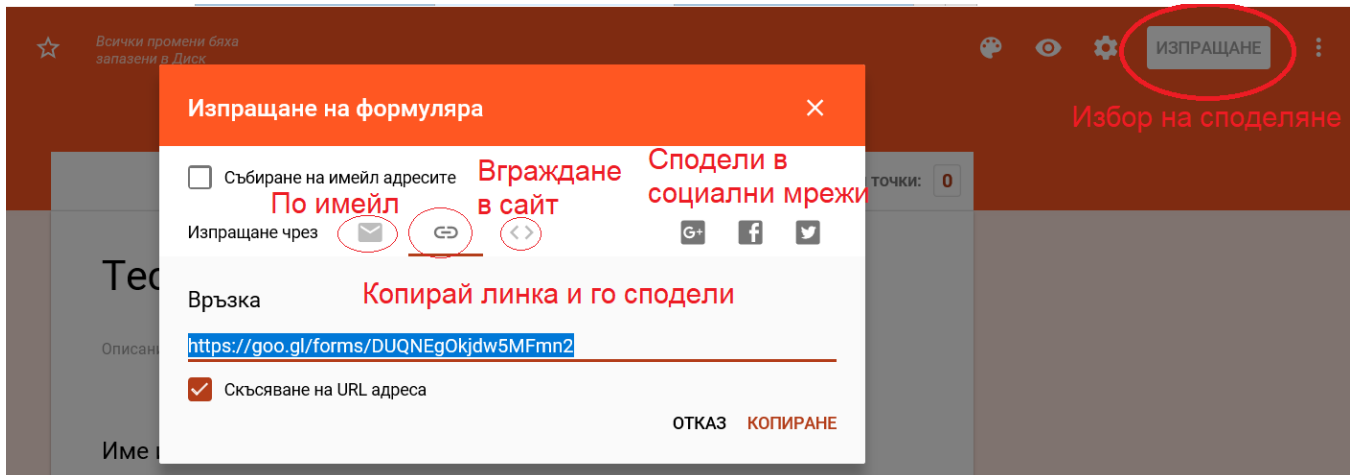 Всички промени бяха
запазени в Диск
ИЗПРАЩАНЕ
Избор на споделяне
Изпращане на формуляра
Събиране на имейл адресите
точки: 0
По имейл
Вграждане
в сайт
Сподели в
социални мрежи
Изпращане чрез
G+
Връзка
Копирай линка и го сподели
https://goo.gl/forms/DUQNEgOkjdw5MFmn2
Скъсяване на URL адреса
ОТКАЗ КОПИРАНЕ
Име